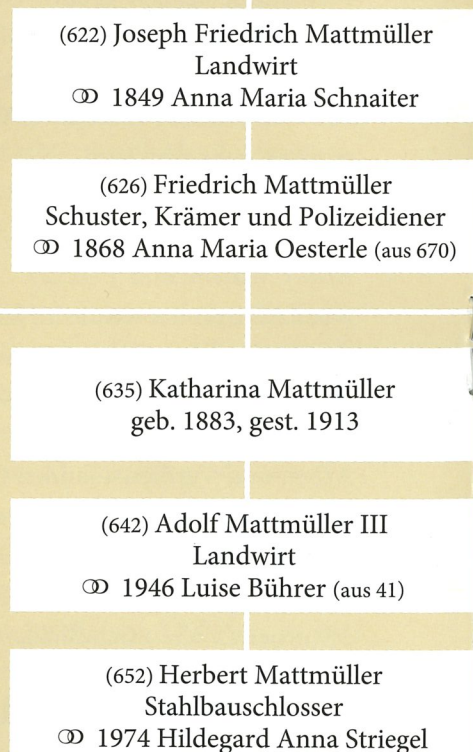 (622) Joseph Friedrich Mattmüller
Landwirt
⚭ 1849 Anna Maria Schnaiter
(626) Friedrich Mattmüller
Schuster, Krämer und Polizeidiener
⚭ 1868 Anna Maria Oesterle (aus 670)
(635) Katharina Mattmüller
geb. 1883, gest. 1913
(642) Adolf Mattmüller III
Landwirt
⚭ 1946 Luise Bührer (aus 41)
(652) Herbert Mattmüller
Stahlbauschlosser
⚭ 1974 Hildegard Anna Striegel